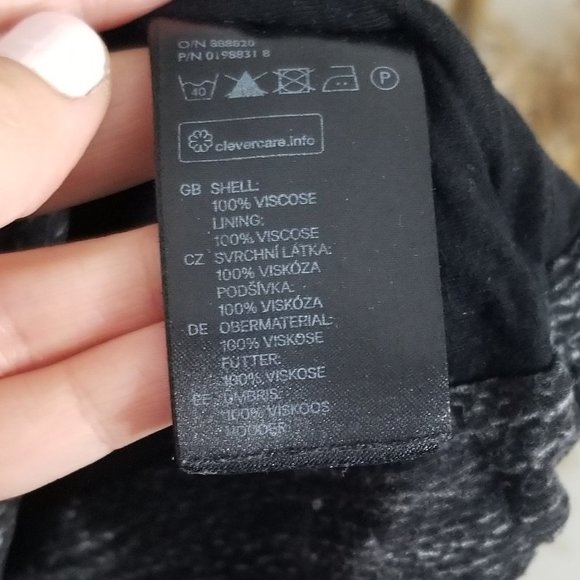 O/N 888620
P/N 0198831 8
40 P
clevercare.info
GB SHELL:
100% VISCOSE
LINING:
100% VISCOSE
CZ SVRCHNÍ LÁTKA:
100% VISKÓZA
PODŠÍVKA:
100% VISKÓZA
DE OBERMATERIAL:
100% VISKOSE
FUTTER:
100% VISKOSE
EE ÜMBRIS:
100% VISKOOS
VOODER: